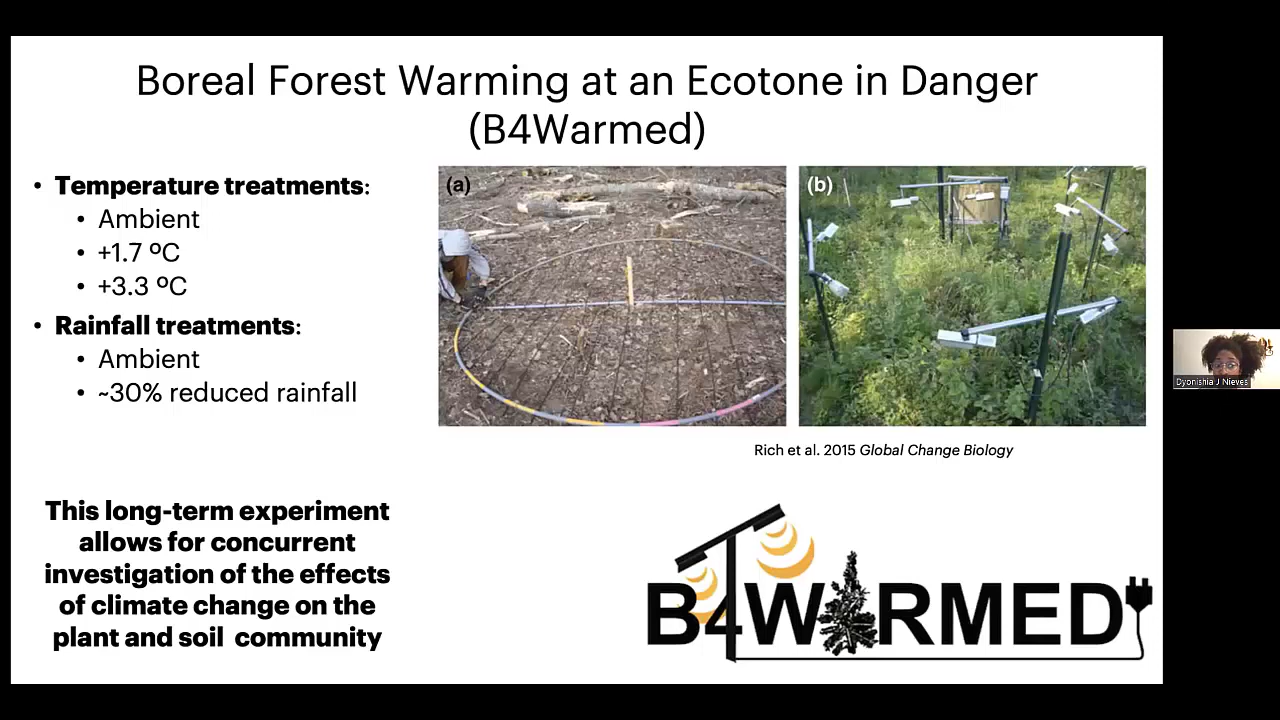 Boreal Forest Warming at an Ecotone in Danger
(B4Warmed)
• Temperature treatments:
• Ambient
• +1.7 ºC
• +3.3 ºC
• Rainfall treatments:
• Ambient
• ~30% reduced rainfall
This long-term experiment
allows for concurrent
investigation of the effects
of climate change on the
plant and soil community
(a)
(b)
Rich et al. 2015 Global Change Biology
B4WARMED
Dyonishia J Nieves